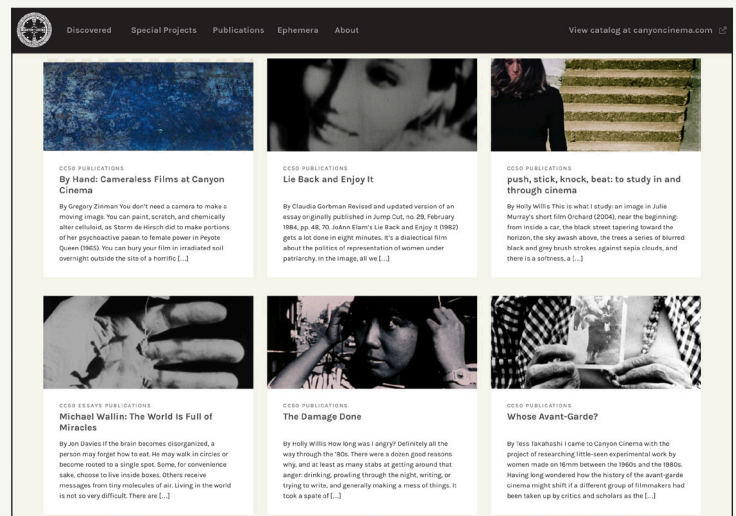 Discovered Special Projects Publications Ephemera About View catalog at canyoncinema.com
CC50 PUBLICATIONS
By Hand: Cameraless Films at Canyon
Cinema
By Gregory Zinman You don't need a camera to make a
moving image. You can paint, scratch, and chemically
alter celluloid, as Storm de Hirsch did to make portions
of her psychoactive paean to female power in Peyote
Queen (1965). You can bury your film in irradiated soil
overnight outside the site of a horrific [...]
CC50 PUBLICATIONS
Lie Back and Enjoy It
By Claudia Gorbman Revised and updated version of an
essay originally published in Jump Cut, no. 29, February
1984, pp. 48, 70. JoAnn Elam's Lie Back and Enjoy It (1982)
gets a lot done in eight minutes. It's a dialectical film
about the politics of representation of women under
patriarchy. In the image, all we [...]
CC50 PUBLICATIONS
push, stick, knock, beat: to study in and
through cinema
By Holly Willis This is what I study: an image in Julie
Murray's short film Orchard (2004), near the beginning:
from inside a car, the black street tapering toward the
horizon, the sky awash above, the trees a series of blurred
black and grey brush strokes against sepia clouds, and
there is a softness, a [...]
CC50 ESSAYS PUBLICATIONS
Michael Wallin: The World Is Full of
Miracles
By Jon Davies If the brain becomes disorganized, a
person may forget how to eat. He may walk in circles or
become rooted to a single spot. Some, for convenience
sake, choose to live inside boxes. Others receive
messages from tiny molecules of air. Living in the world
is not so very difficult. There are [...]
CC50 PUBLICATIONS
The Damage Done
By Holly Willis How long was I angry? Definitely all the
way through the '80s. There were a dozen good reasons
why, and at least as many stabs at getting around that
anger: drinking, prowling through the night, writing, or
trying to write, and generally making a mess of things. It
took a spate of [...]
CC50 PUBLICATIONS
Whose Avant-Garde?
By Tess Takahashi I came to Canyon Cinema with the
project of researching little-seen experimental work by
women made on 16mm between the 1960s and the 1980s.
Having long wondered how the history of the avant-garde
cinema might shift if a different group of filmmakers had
been taken up by critics and scholars as the [...]